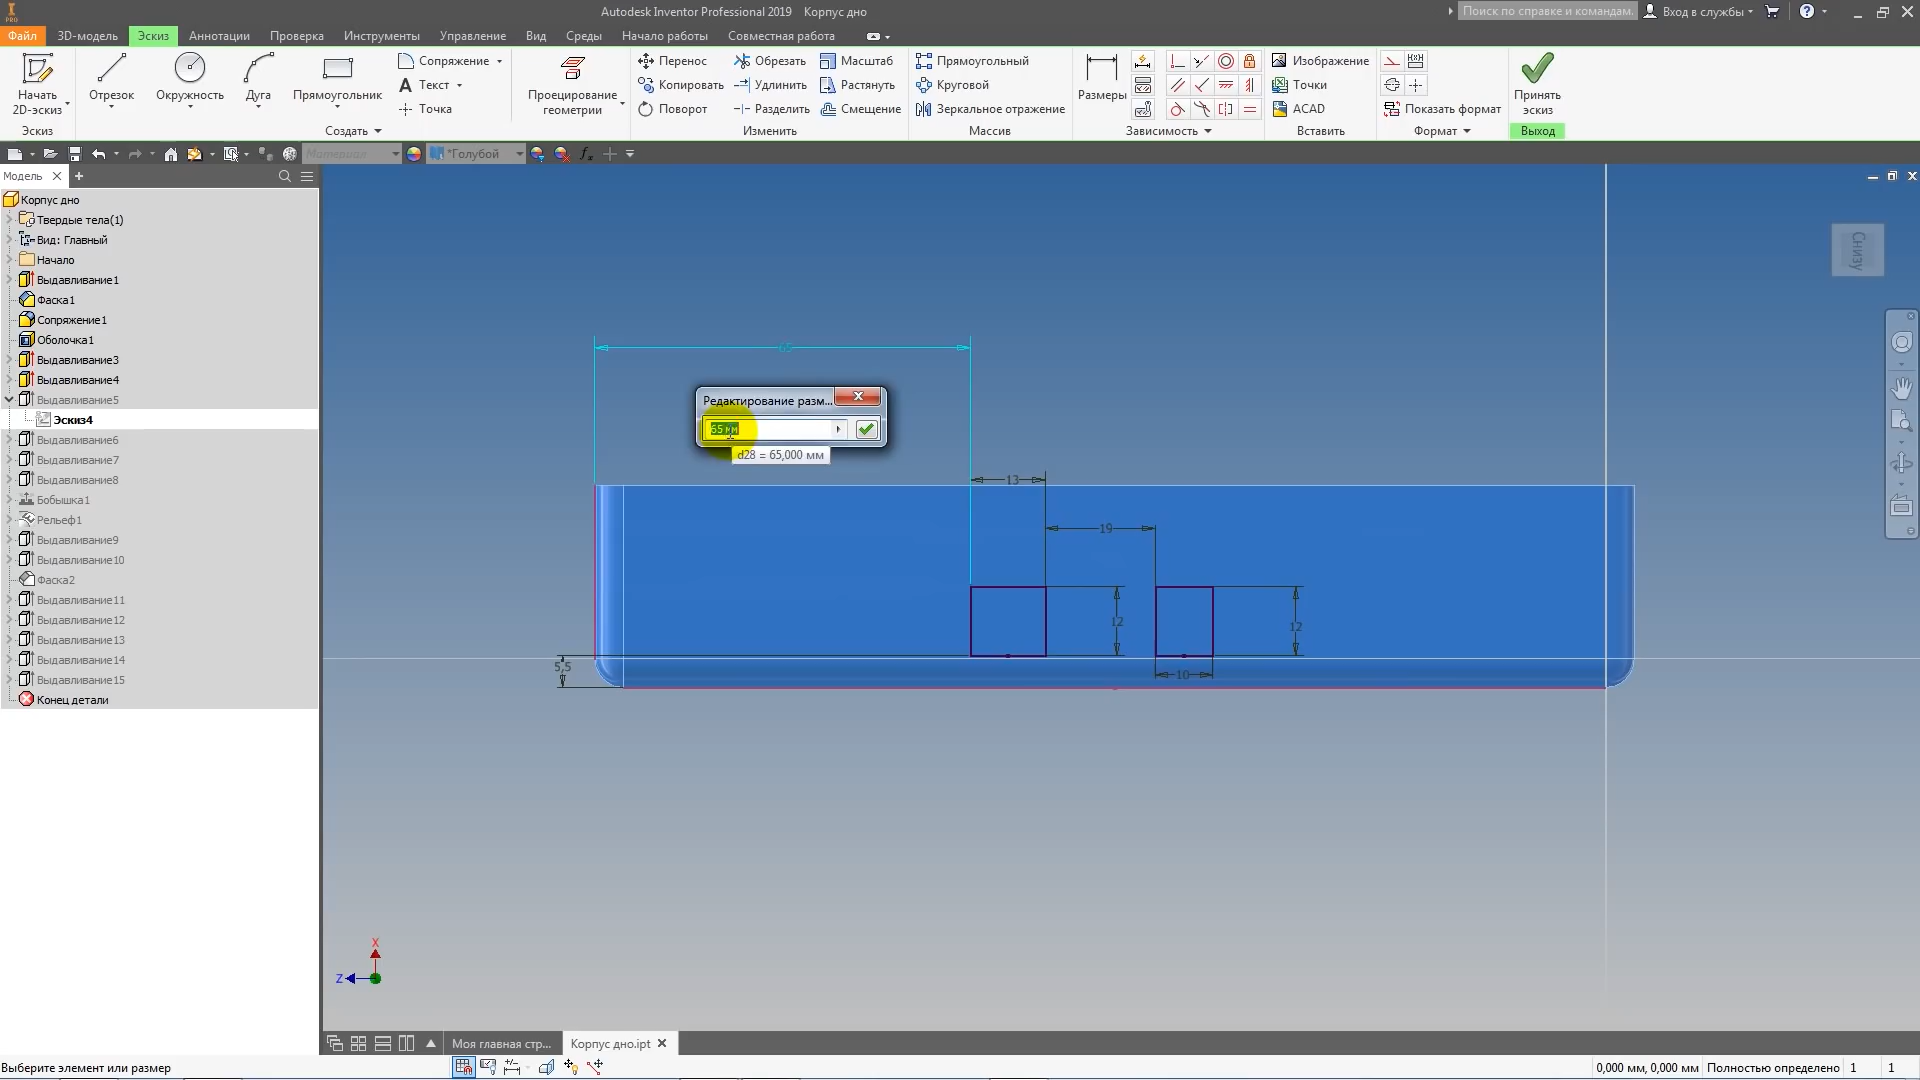 Autodesk Inventor Professional 2019 Корпус дно
Поиск по справке и командам.
Вход в службы
PRO
Файл
3D-модель
Эскиз
Аннотации
Проверка
Инструменты
Управление
Вид
Среды
Начало работы
Совместная работа
Начать
2D-эскиз
Отрезок
Окружность
Дуга
Прямоугольник
Сопряжение
Текст
Точка
Проецирование
геометрии
Перенос
Копировать
Поворот
Обрезать
Удлинить
Разделить
Масштаб
Растянуть
Смещение
Прямоугольный
Круговой
Зеркальное отражение
Размеры
Изображение
Точки
ACAD
Показать формат
Принять
эскиз
Эскиз
Создать
Изменить
Массив
Зависимость
Вставить
Формат
Выход
Материал
*Голубой
Модель
Корпус дно
Твердые тела(1)
Вид: Главный
Начало
Выдавливание1
Фаска1
Сопряжение1
Оболочка1
Выдавливание3
Выдавливание4
Выдавливание5
Эскиз4
Выдавливание6
Выдавливание7
Выдавливание8
Бобышка1
Рельеф1
Выдавливание9
Выдавливание10
Фаска2
Выдавливание11
Выдавливание12
Выдавливание13
Выдавливание14
Выдавливание15
Конец детали
Снизу
65
Редактирование разм...
65 мм
d28 = 65,000 мм
13
19
12
12
5,5
10
X
Z
Моя главная стр...
Корпус дно.ipt
Выберите элемент или размер
0,000 мм, 0,000 мм
Полностью определено
1
1